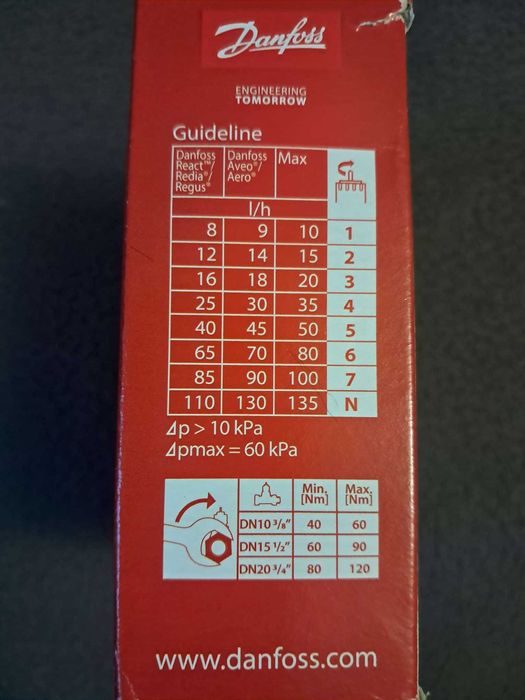 Danfoss
ENGINEERING
TOMORROW
Guideline
Danfoss React™/ Redia®/ Regus® Danfoss Aveo®/ Aero® Max
l/h
8 9 10 1
12 14 15 2
16 18 20 3
25 30 35 4
40 45 50 5
65 70 80 6
85 90 100 7
110 130 135 N
Δp > 10 kPa
Δpmax = 60 kPa
Min. [Nm] Max. [Nm]
DN10 3/8" 40 60
DN15 1/2" 60 90
DN20 3/4" 80 120
www.danfoss.com